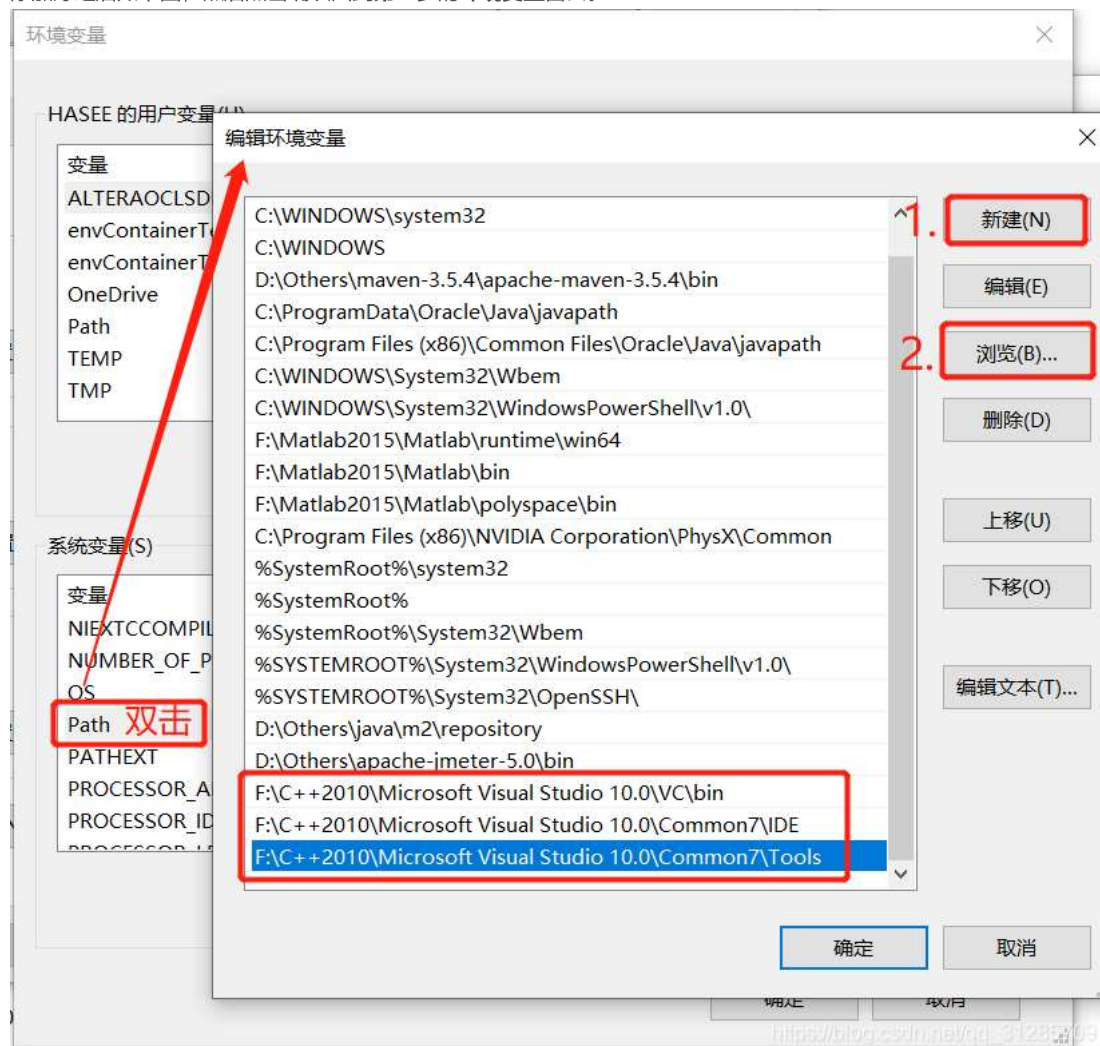 环境变量
HASEE 的用户变量(U)
变量
ALTERAOCLSD
envContainerTe
envContainerT
OneDrive
Path
TEMP
TMP
系统变量(S)
变量
NIEXTCCOMPIL
NUMBER_OF_P
OS
Path 双击
PATHEXT
PROCESSOR_A
PROCESSOR_ID
编辑环境变量
C:\WINDOWS\system32
C:\WINDOWS
D:\Others\maven-3.5.4\apache-maven-3.5.4\bin
C:\ProgramData\Oracle\Java\javapath
C:\Program Files (x86)\Common Files\Oracle\Java\javapath
C:\WINDOWS\System32\Wbem
C:\WINDOWS\System32\WindowsPowerShell\v1.0\
F:\Matlab2015\Matlab\runtime\win64
F:\Matlab2015\Matlab\bin
F:\Matlab2015\Matlab\polyspace\bin
C:\Program Files (x86)\NVIDIA Corporation\PhysX\Common
%SystemRoot%\system32
%SystemRoot%
%SystemRoot%\System32\Wbem
%SYSTEMROOT%\System32\WindowsPowerShell\v1.0\
%SYSTEMROOT%\System32\OpenSSH\
D:\Others\java\m2\repository
D:\Others\apache-jmeter-5.0\bin
F:\C++2010\Microsoft Visual Studio 10.0\VC\bin
F:\C++2010\Microsoft Visual Studio 10.0\Common7\IDE
F:\C++2010\Microsoft Visual Studio 10.0\Common7\Tools
1. 新建(N)
编辑(E)
2. 浏览(B)...
删除(D)
上移(U)
下移(O)
编辑文本(T)...
确定
取消
确定
取消